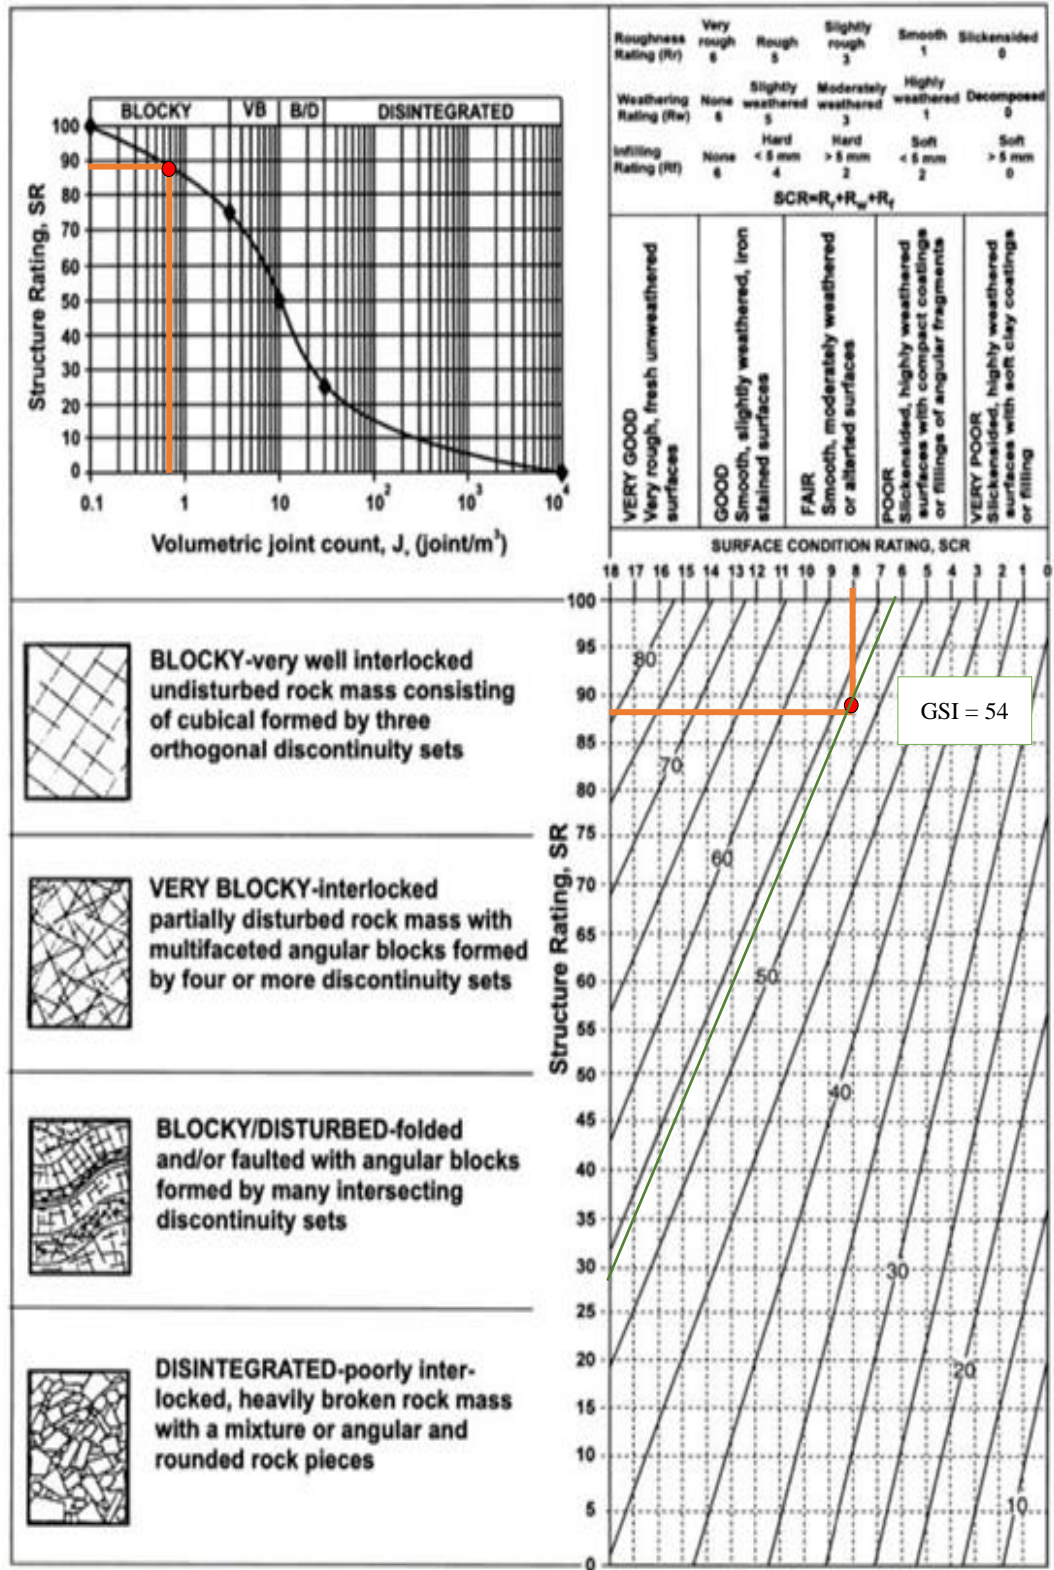 BLOCKY VB B/D DISINTEGRATED
100
90
80
70
60
50
40
30
20
10
0
Structure Rating, SR
0.1 1 10 10² 10³ 10⁴
Volumetric joint count, J, (joint/m³)
Roughness Rating (Rr) Very rough 6 Rough 5 Slightly rough 3 Smooth 1 Slickensided 0
Weathering Rating (Rw) None 6 Slightly weathered 5 Moderately weathered 3 Highly weathered 1 Decomposed 0
Infilling Rating (Rf) None 6 Hard < 5 mm 4 Hard > 5 mm 2 Soft < 5 mm 2 Soft > 5 mm 0
SCR=Rr+Rw+Rf
VERY GOOD
Very rough, fresh unweathered
surfaces
GOOD
Smooth, slightly weathered, iron
stained surfaces
FAIR
Smooth, moderately weathered
or alterted surfaces
POOR
Slickensided, highly weathered
surfaces with compact coatings
or fillings of angular fragments
VERY POOR
Slickensided, highly weathered
surfaces with soft clay coatings
or filling
SURFACE CONDITION RATING, SCR
18 17 16 15 14 13 12 11 10 9 8 7 6 5 4 3 2 1 0
BLOCKY-very well interlocked
undisturbed rock mass consisting
of cubical formed by three
orthogonal discontinuity sets
VERY BLOCKY-interlocked
partially disturbed rock mass with
multifaceted angular blocks formed
by four or more discontinuity sets
BLOCKY/DISTURBED-folded
and/or faulted with angular blocks
formed by many intersecting
discontinuity sets
DISINTEGRATED-poorly inter-
locked, heavily broken rock mass
with a mixture or angular and
rounded rock pieces
Structure Rating, SR
100
95
90
85
80
75
70
65
60
55
50
45
40
35
30
25
20
15
10
5
0
80
70
60
50
40
30
20
10
GSI = 54